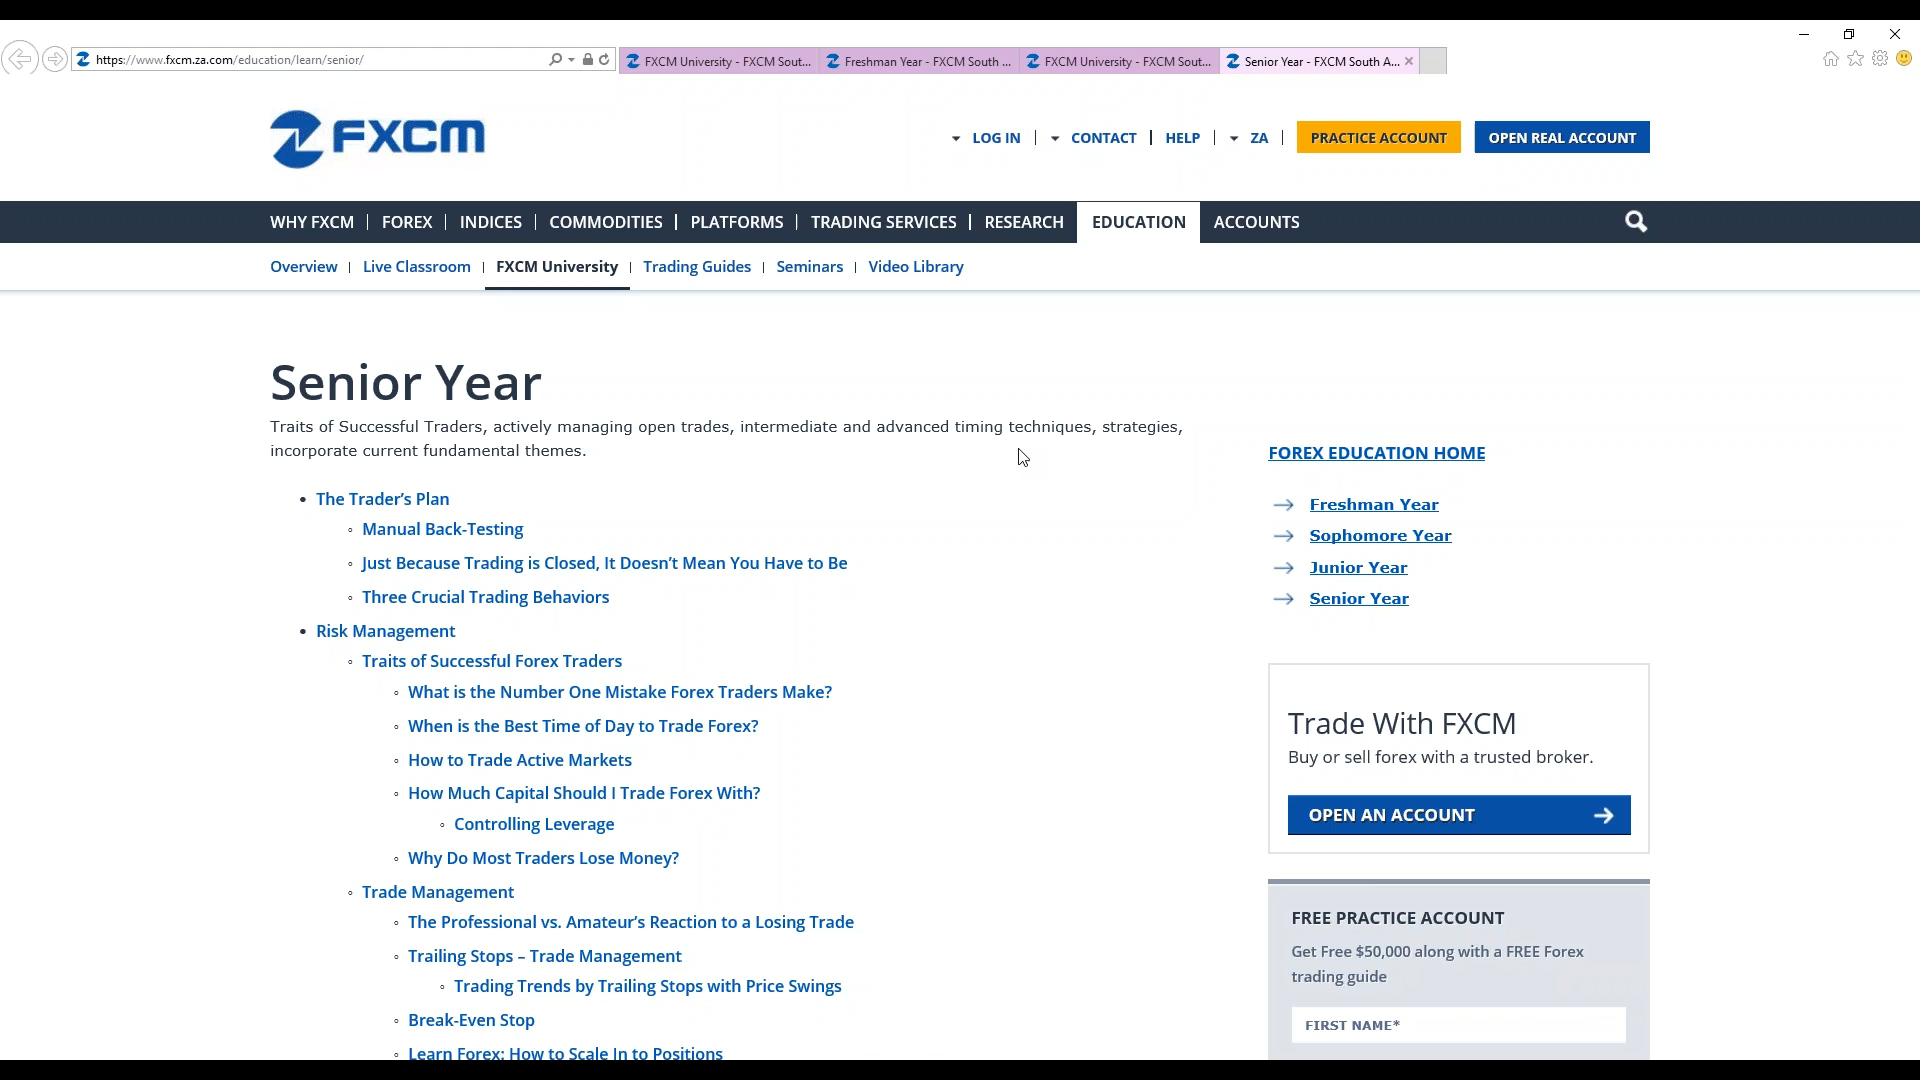 https://www.fxcm.za.com/education/learn/senior/
FXCM University - FXCM Sout...
Freshman Year - FXCM South ...
FXCM University - FXCM Sout...
Senior Year - FXCM South A...
FXCM
LOG IN
CONTACT
HELP
ZA
PRACTICE ACCOUNT
OPEN REAL ACCOUNT
WHY FXCM
FOREX
INDICES
COMMODITIES
PLATFORMS
TRADING SERVICES
RESEARCH
EDUCATION
ACCOUNTS
Overview
Live Classroom
FXCM University
Trading Guides
Seminars
Video Library
Senior Year
Traits of Successful Traders, actively managing open trades, intermediate and advanced timing techniques, strategies,
incorporate current fundamental themes.
The Trader's Plan
Manual Back-Testing
Just Because Trading is Closed, It Doesn't Mean You Have to Be
Three Crucial Trading Behaviors
Risk Management
Traits of Successful Forex Traders
What is the Number One Mistake Forex Traders Make?
When is the Best Time of Day to Trade Forex?
How to Trade Active Markets
How Much Capital Should I Trade Forex With?
Controlling Leverage
Why Do Most Traders Lose Money?
Trade Management
The Professional vs. Amateur's Reaction to a Losing Trade
Trailing Stops – Trade Management
Trading Trends by Trailing Stops with Price Swings
Break-Even Stop
Learn Forex: How to Scale In to Positions
FOREX EDUCATION HOME
Freshman Year
Sophomore Year
Junior Year
Senior Year
Trade With FXCM
Buy or sell forex with a trusted broker.
OPEN AN ACCOUNT
FREE PRACTICE ACCOUNT
Get Free $50,000 along with a FREE Forex
trading guide
FIRST NAME*